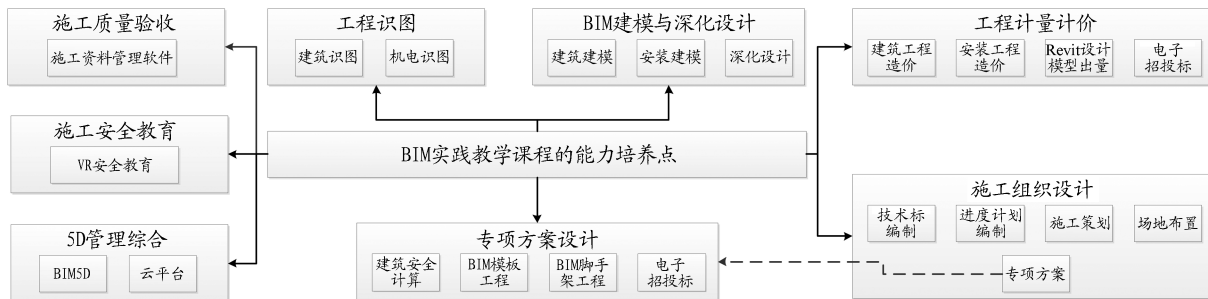 施工质量验收
施工资料管理软件
工程识图
建筑识图
机电识图
BIM建模与深化设计
建筑建模
安装建模
深化设计
工程计量计价
建筑工程
造价
安装工程
造价
Revit设计
模型出量
电子
招投标
施工安全教育
VR安全教育
BIM实践教学课程的能力培养点
5D管理综合
BIM5D
云平台
专项方案设计
建筑安全
计算
BIM模板
工程
BIM脚手
架工程
电子
招投标
施工组织设计
技术标
编制
进度计划
编制
施工策划
场地布置
专项方案